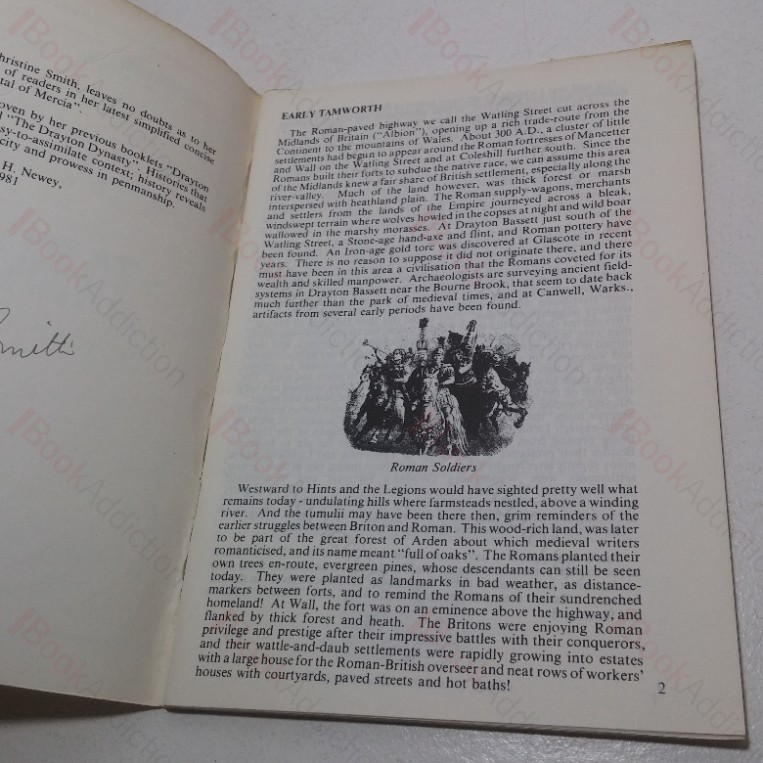 hristine Smith, leaves no doubts as to her
of readers in her latest simplified concise
tal of Mercia".
oven by her previous booklets "Drayton
"The Drayton Dynasty". Histories that
sy-to-assimilate context; history reveals
city and prowess in penmanship.
H. Newey,
981
mith
EARLY TAMWORTH
The Roman-paved highway we call the Watling Street cut across the
Midlands of Britain ("Albion"), opening up a rich trade-route from the
Continent to the mountains of Wales. About 300 A.D., a cluster of little
settlements had begun to appear around the Roman fortresses of Mancetter
and Wall on the Watling Street and at Coleshill further south. Since the
Romans built their forts to subdue the native race, we can assume this area
of the Midlands knew a fair share of British settlement, especially along the
river-valley. Much of the land however, was thick forest or marsh
interspersed with heathland plain. The Roman supply-wagons, merchants
and settlers from the lands of the Empire journeyed across a bleak,
windswept terrain where wolves howled in the copses at night and wild boar
wallowed in the marshy morasses. At Drayton Bassett just south of the
Watling Street, a Stone-age hand-axe and flint, and Roman pottery have
been found. An Iron-age gold torc was discovered at Glascote in recent
years. There is no reason to suppose it did not originate there, and there
must have been in this area a civilisation that the Romans coveted for its
wealth and skilled manpower. Archaeologists are surveying ancient field-
systems in Drayton Bassett near the Bourne Brook, that seem to date back
much further than the park of medieval times, and at Canwell, Warks.,
artifacts from several early periods have been found.
Roman Soldiers
Westward to Hints and the Legions would have sighted pretty well what
remains today - undulating hills where farmsteads nestled, above a winding
river. And the tumulii may have been there then, grim reminders of the
earlier struggles between Briton and Roman. This wood-rich land, was later
to be part of the great forest of Arden about which medieval writers
romanticised, and its name meant "full of oaks". The Romans planted their
own trees en-route, evergreen pines, whose descendants can still be seen
today. They were planted as landmarks in bad weather, as distance-
markers between forts, and to remind the Romans of their sundrenched
homeland! At Wall, the fort was on an eminence above the highway, and
flanked by thick forest and heath. The Britons were enjoying Roman
privilege and prestige after their impressive battles with their conquerors,
and their wattle-and-daub settlements were rapidly growing into estates
with a large house for the Roman-British overseer and neat rows of workers'
houses with courtyards, paved streets and hot baths!
2
BookAddiction